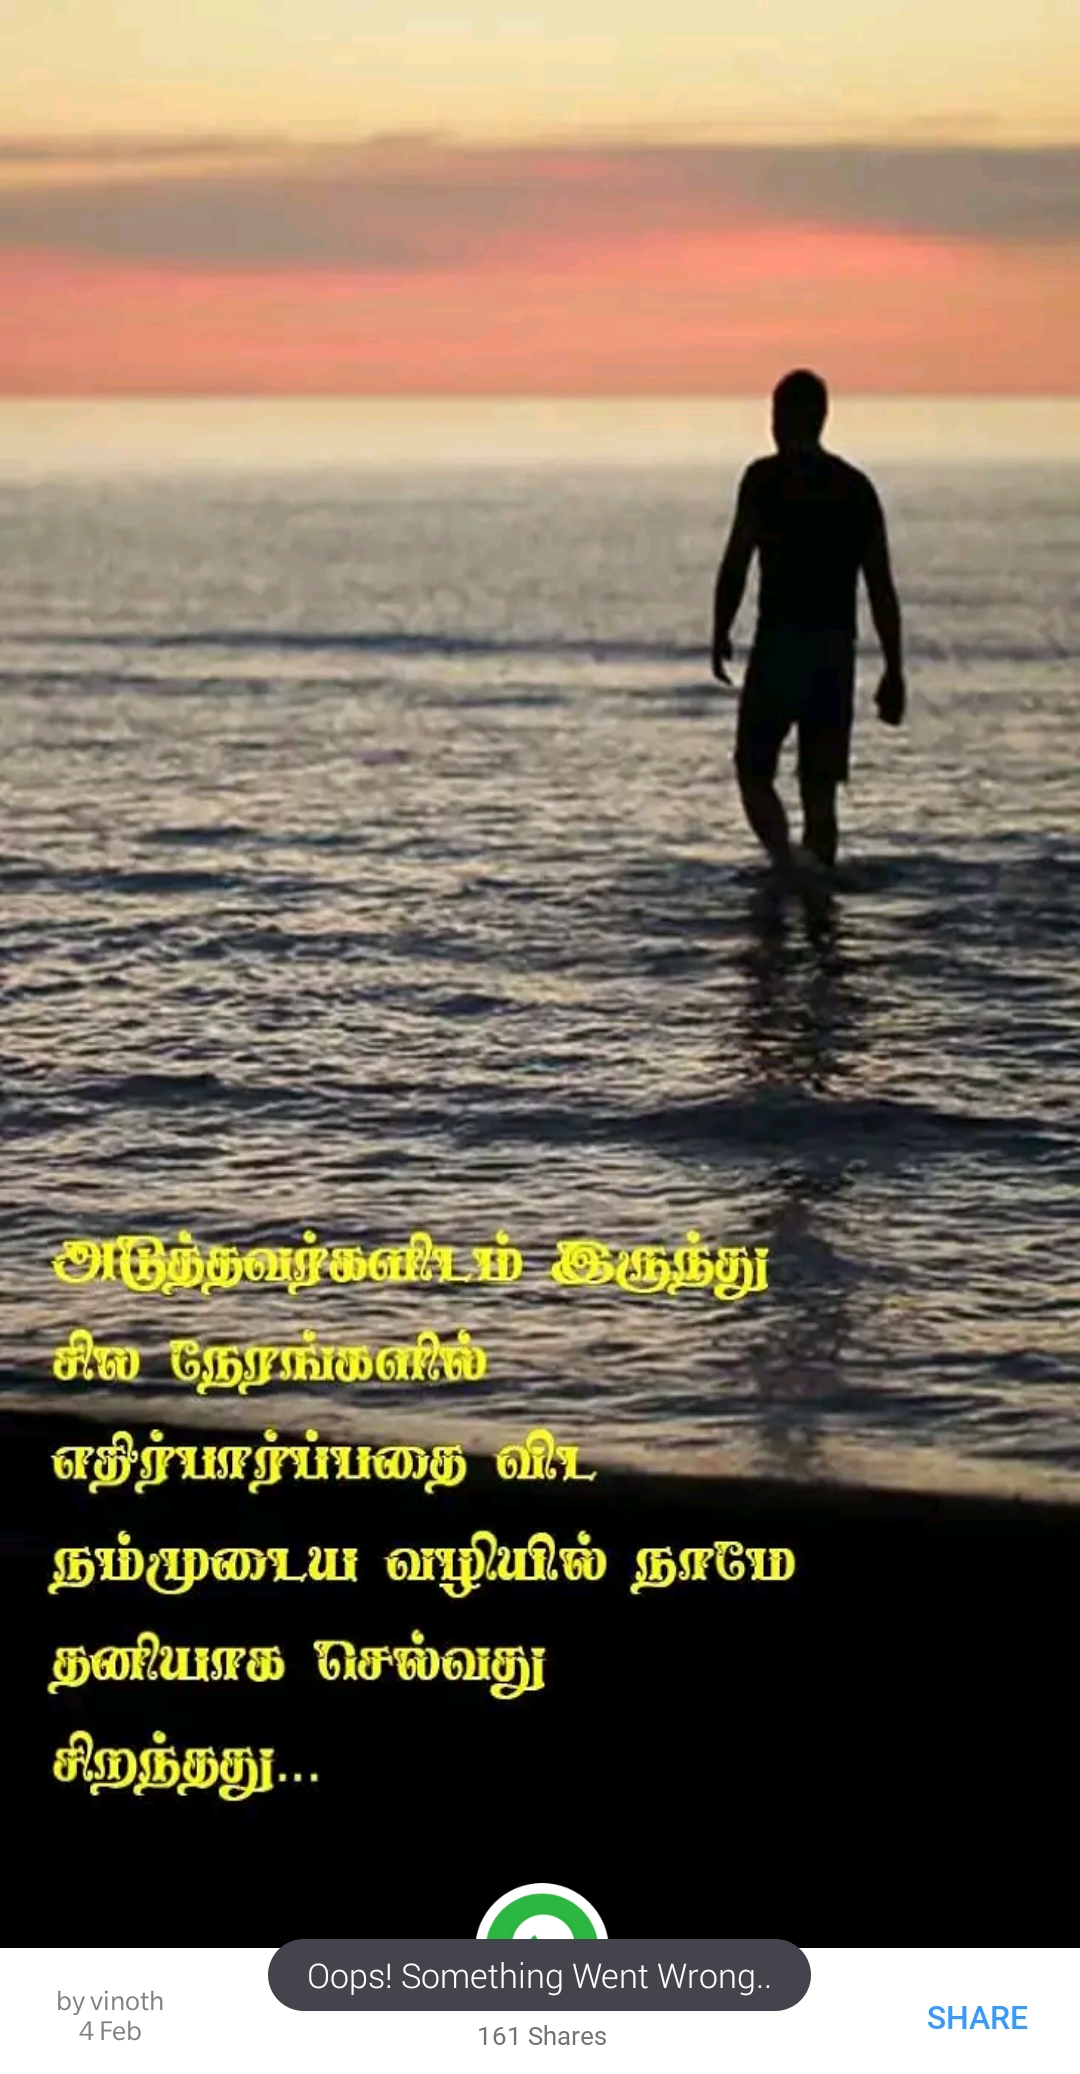 அடுத்தவர்களிடம் இருந்து
சில நேரங்களில்
எதிர்பார்ப்பதை விட
நம்முடைய வழியில் நாமே
தனியாக செல்வது
சிறந்தது...
Oops! Something Went Wrong..
by vinoth
4 Feb
161 Shares
SHARE